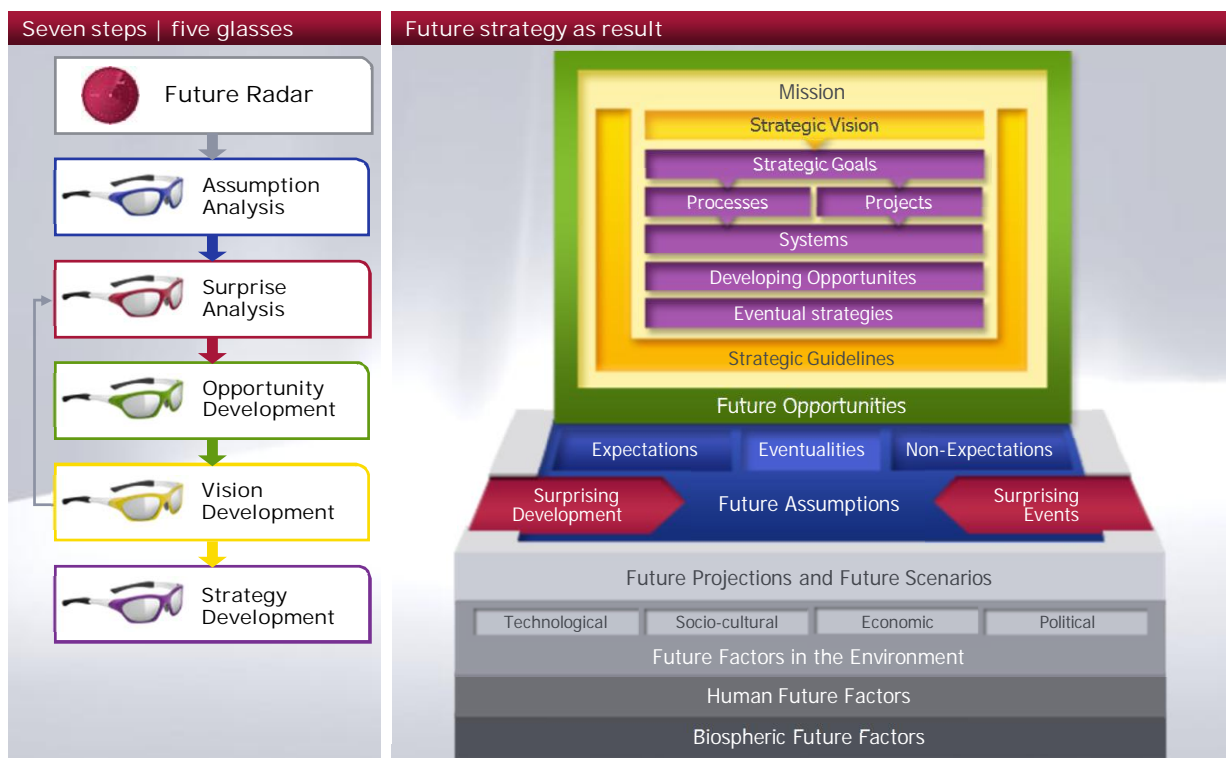 Seven steps | five glasses
Future Radar
Assumption
Analysis
Surprise
Analysis
Opportunity
Development
Vision
Development
Strategy
Development
Future strategy as result
Mission
Strategic Vision
Strategic Goals
Processes
Projects
Systems
Developing Opportunites
Eventual strategies
Strategic Guidelines
Future Opportunities
Expectations
Eventualities
Non-Expectations
Surprising
Development
Future Assumptions
Surprising
Events
Future Projections and Future Scenarios
Technological
Socio-cultural
Economic
Political
Future Factors in the Environment
Human Future Factors
Biospheric Future Factors